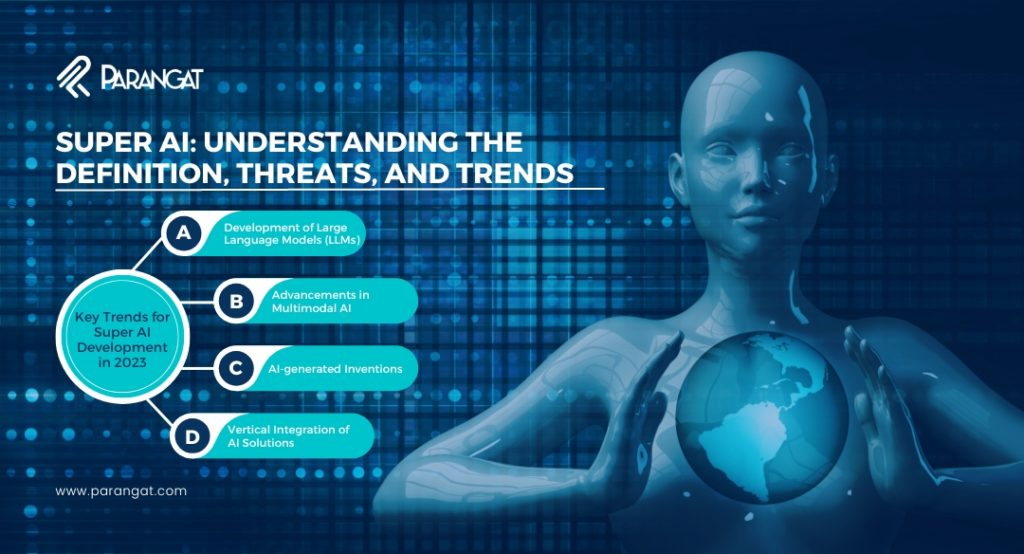 PARANGAT
SUPER AI: UNDERSTANDING THE
DEFINITION, THREATS, AND TRENDS
Key Trends for
Super AI
Development
in 2023
A
Development of Large
Language Models (LLMs)
B
Advancements in
Multimodal AI
C
AI-generated Inventions
D
Vertical Integration of
AI Solutions
www.parangat.com